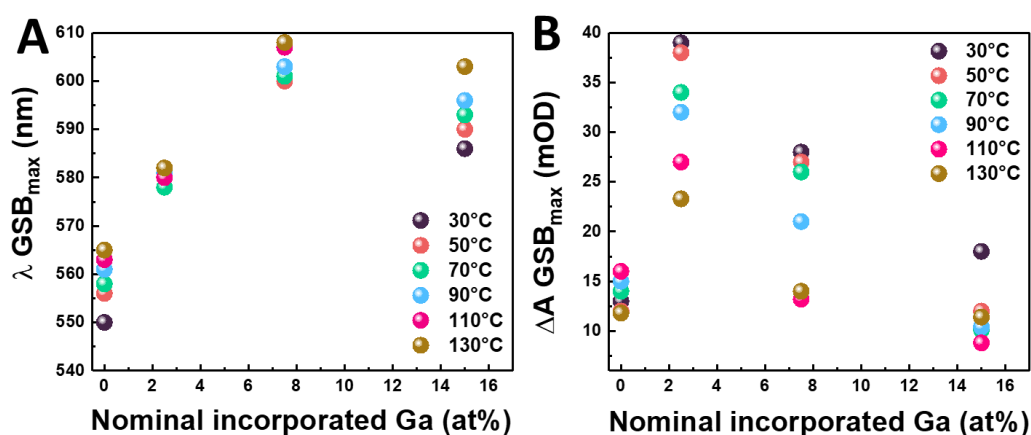 A
λ GSBmax (nm)
610
600
590
580
570
560
550
540
30°C
50°C
70°C
90°C
110°C
130°C
0 2 4 6 8 10 12 14 16
Nominal incorporated Ga (at%)
B
ΔA GSBmax (mOD)
40
35
30
25
20
15
10
30°C
50°C
70°C
90°C
110°C
130°C
0 2 4 6 8 10 12 14 16
Nominal incorporated Ga (at%)